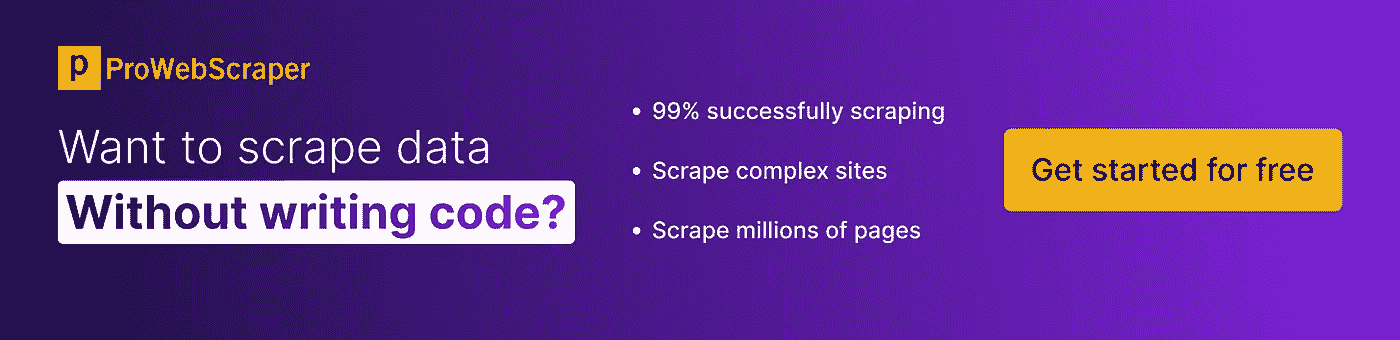 p ProWebScraper
Want to scrape data
Without writing code?
• 99% successfully scraping
• Scrape complex sites
• Scrape millions of pages
Get started for free